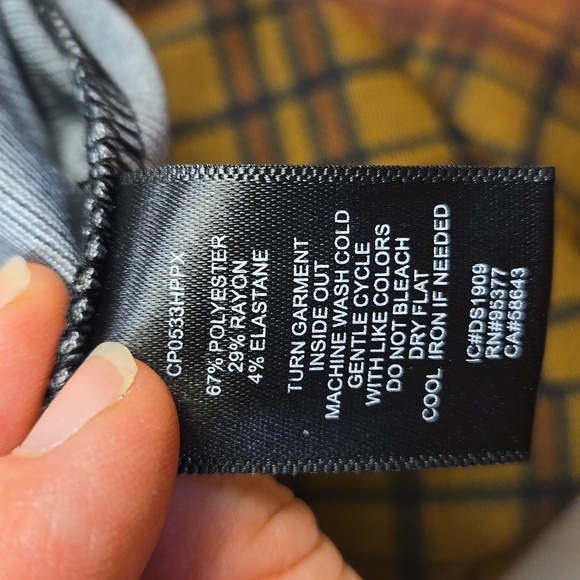 CP0533HPPX
67% POLYESTER
29% RAYON
4% ELASTANE
TURN GARMENT
INSIDE OUT
MACHINE WASH COLD
GENTLE CYCLE
WITH LIKE COLORS
DO NOT BLEACH
DRY FLAT
COOL IRON IF NEEDED
IC#DS1909
RN#95377
CA#58643